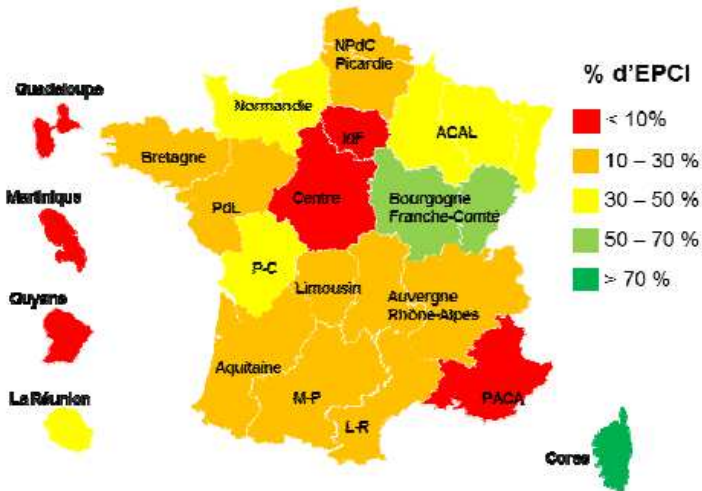 NPdC
Picardie
% d'EPCI
Guadeloupe
Normandie
< 10%
IdF
ACAL
Bretagne
10 – 30 %
Martinique
PdL
Centre
Bourgogne
Franche-Comté
30 – 50 %
50 – 70 %
P-C
Limousin
> 70 %
Guyane
Auvergne
Rhône-Alpes
Aquitaine
La Réunion
M-P
PACA
L-R
Corse